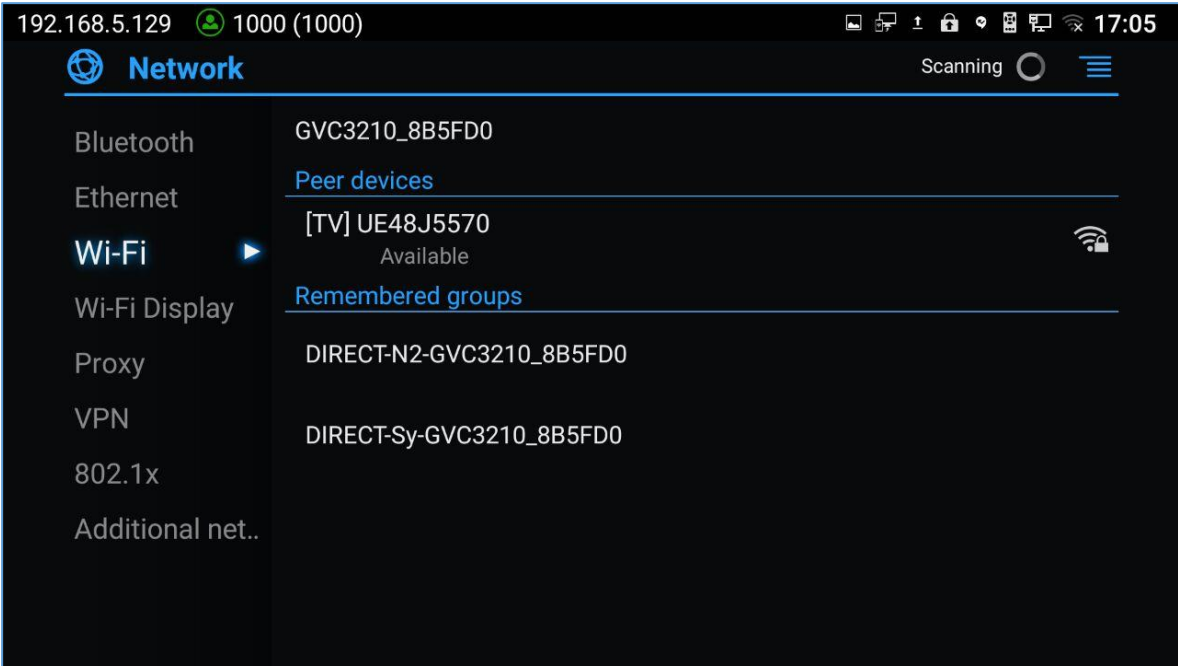 192.168.5.129 1000 (1000) 17:05
Network Scanning
Bluetooth
Ethernet
Wi-Fi
Wi-Fi Display
Proxy
VPN
802.1x
Additional net..
GVC3210_8B5FD0
Peer devices
[TV] UE48J5570
Available
Remembered groups
DIRECT-N2-GVC3210_8B5FD0
DIRECT-Sy-GVC3210_8B5FD0